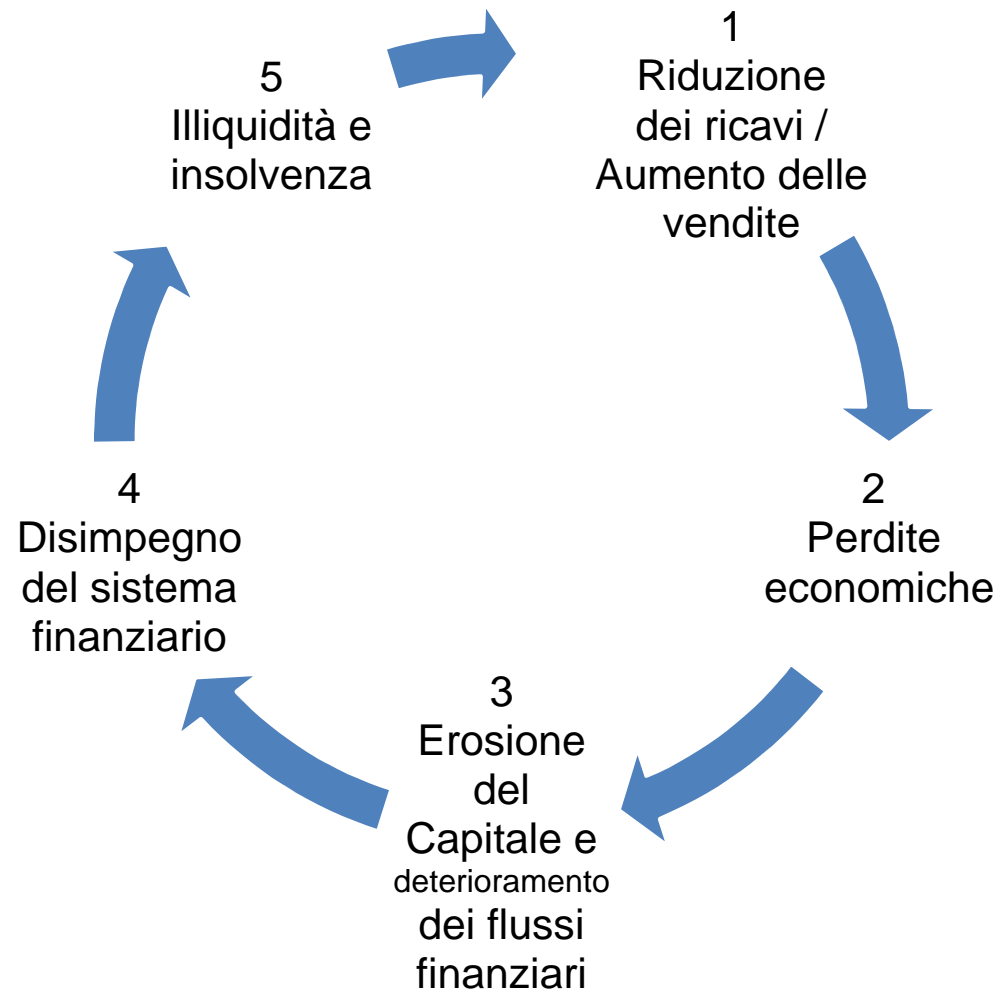 1
Riduzione
dei ricavi /
Aumento delle
vendite
2
Perdite
economiche
3
Erosione
del
Capitale e
deterioramento
dei flussi
finanziari
4
Disimpegno
del sistema
finanziario
5
Illiquidità e
insolvenza